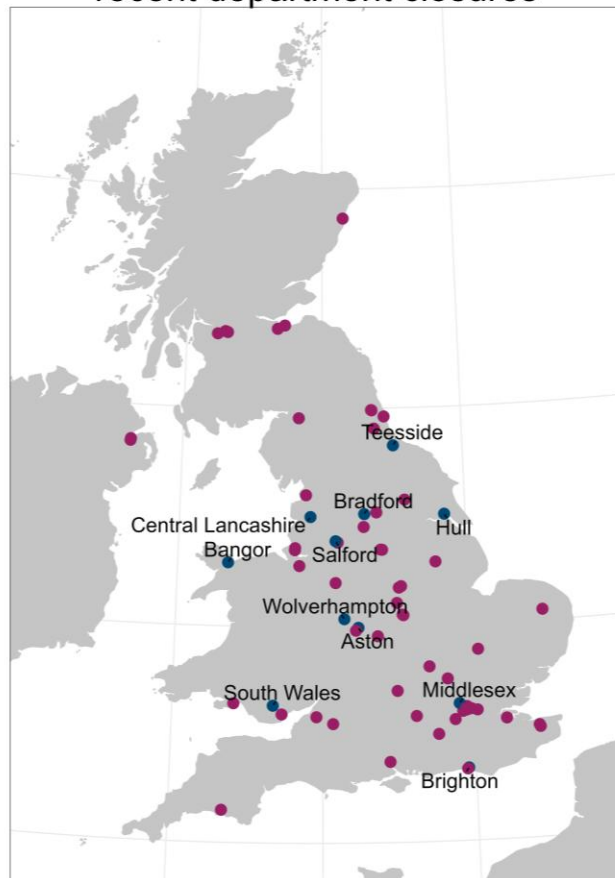 recent department closures
Teesside
Bradford
Central Lancashire
Hull
Bangor
Salford
Wolverhampton
Aston
South Wales
Middlesex
Brighton